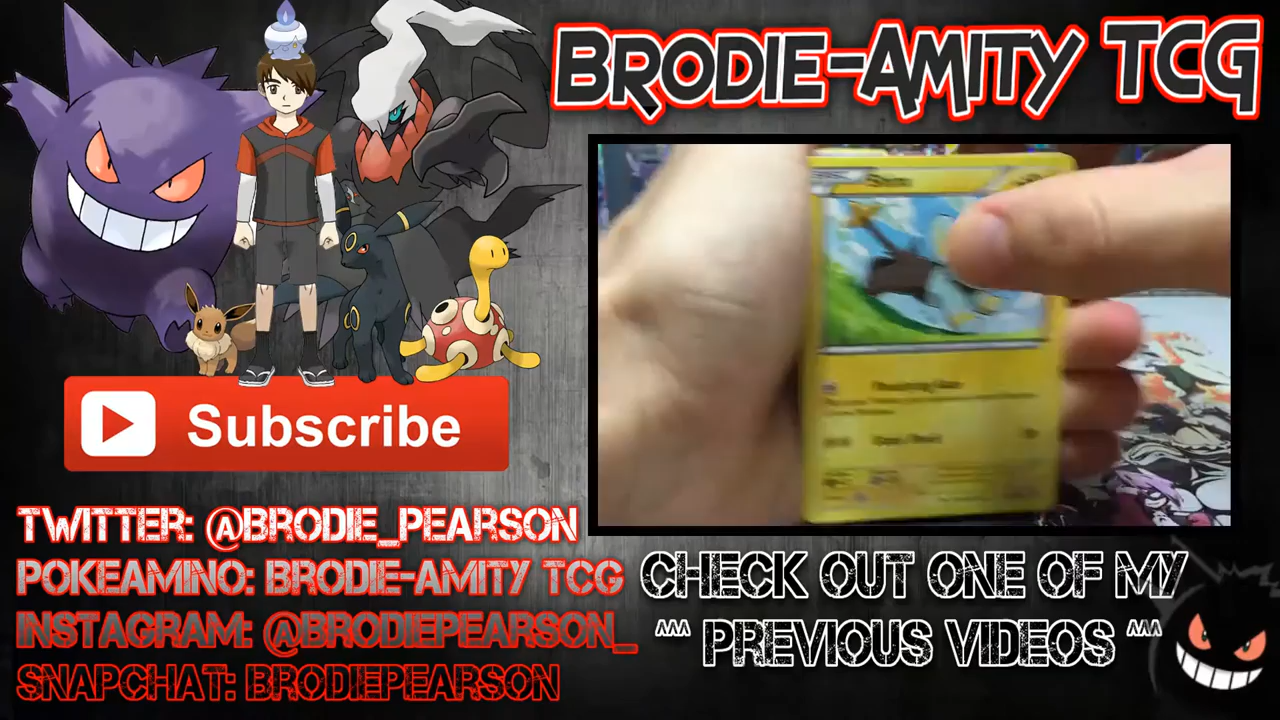 BRODIE-AMITY TCG
Subscribe
TWITTER: @BRODIE_PEARSON
POKEAMINO: BRODIE-AMITY TCG
INSTAGRAM: @BRODIEPEARSON_
SNAPCHAT: BRODIEPEARSON
CHECK OUT ONE OF MY
^^^ PREVIOUS VIDEOS ^^^